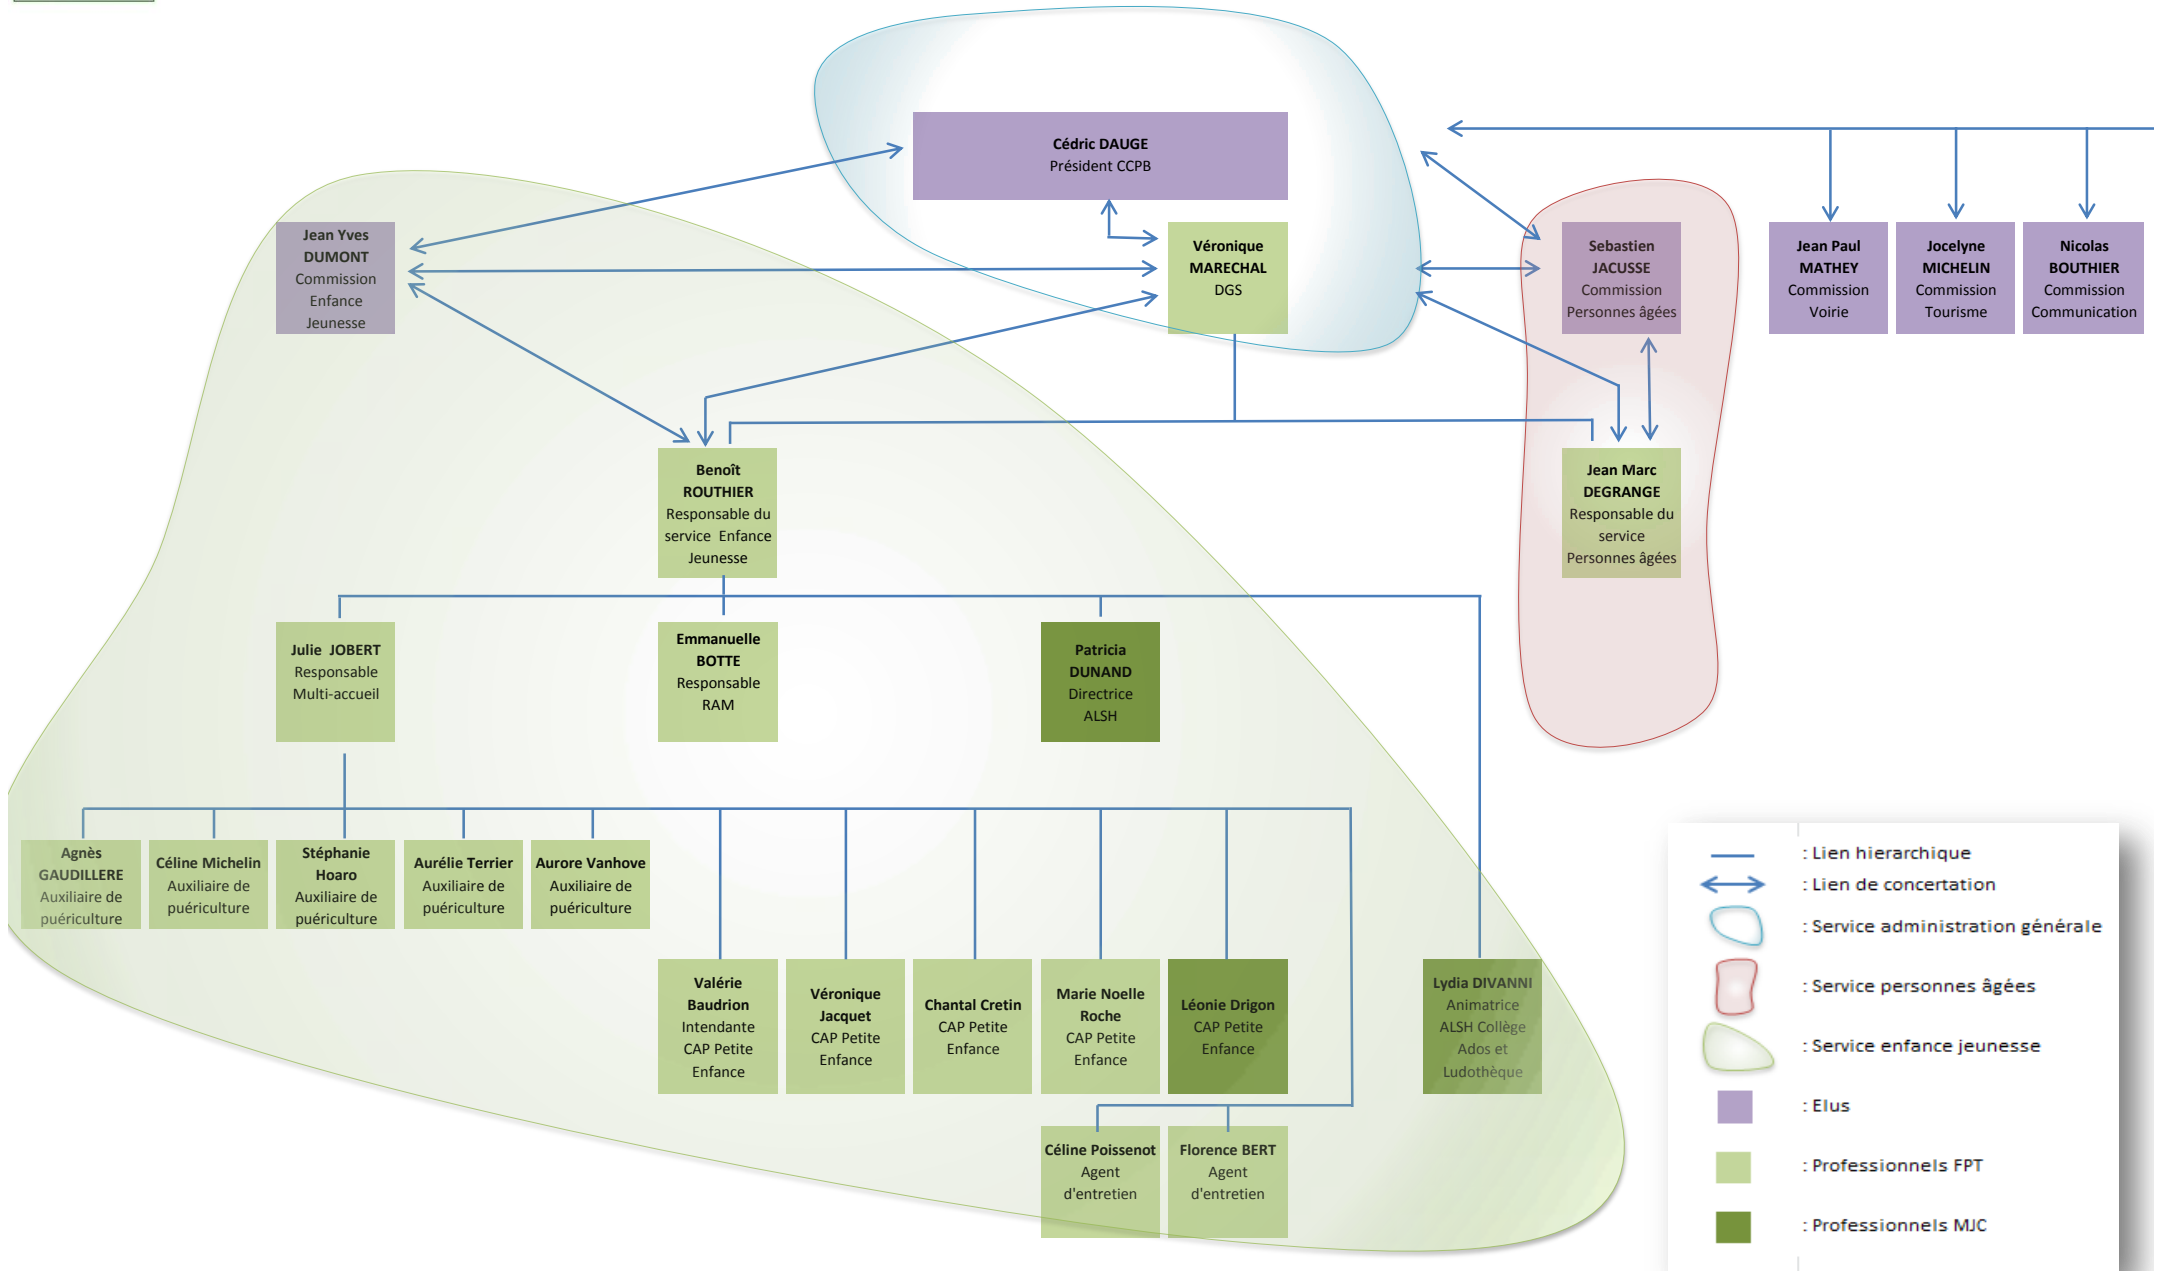 Cédric DAUGE
Président CCPB
Jean Yves
DUMONT
Commission
Enfance
Jeunesse
Véronique
MARECHAL
DGS
Sebastien
JACUSSE
Commission
Personnes âgées
Jean Paul
MATHEY
Commission
Voirie
Jocelyne
MICHELIN
Commission
Tourisme
Nicolas
BOUTHIER
Commission
Communication
Benoît
ROUTHIER
Responsable du
service Enfance
Jeunesse
Jean Marc
DEGRANGE
Responsable du
service
Personnes âgées
Julie JOBERT
Responsable
Multi-accueil
Emmanuelle
BOTTE
Responsable
RAM
Patricia
DUNAND
Directrice
ALSH
Agnès
GAUDILLERE
Auxiliaire de
puériculture
Céline Michelin
Auxiliaire de
puériculture
Stéphanie
Hoaro
Auxiliaire de
puériculture
Aurélie Terrier
Auxiliaire de
puériculture
Aurore Vanhove
Auxiliaire de
puériculture
Valérie
Baudrion
Intendante
CAP Petite
Enfance
Véronique
Jacquet
CAP Petite
Enfance
Chantal Cretin
CAP Petite
Enfance
Marie Noelle
Roche
CAP Petite
Enfance
Léonie Drigon
CAP Petite
Enfance
Lydia DIVANNI
Animatrice
ALSH Collège
Ados et
Ludothèque
Céline Poissenot
Agent
d'entretien
Florence BERT
Agent
d'entretien
: Lien hierarchique
: Lien de concertation
: Service administration générale
: Service personnes âgées
: Service enfance jeunesse
: Elus
: Professionnels FPT
: Professionnels MJC